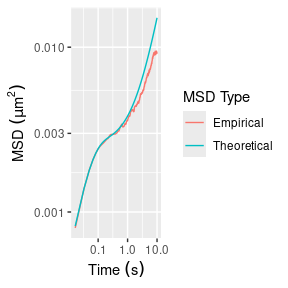 MSD (µm²)
0.010
0.003
0.001
0.1
1.0
10.0
Time (s)
MSD Type
Empirical
Theoretical